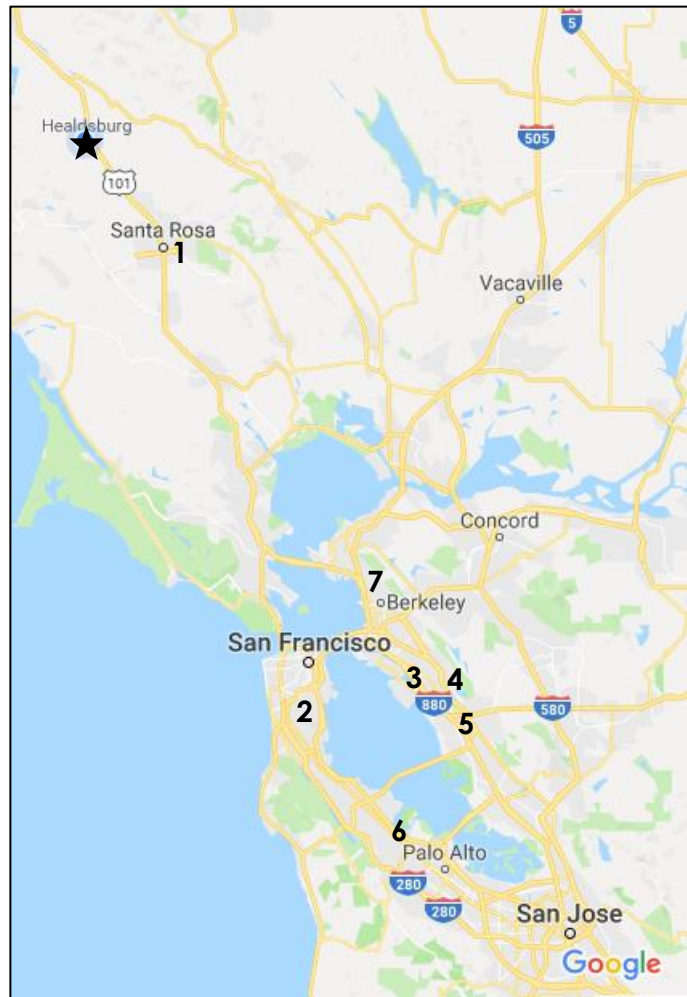 5
505
Healdsburg
101
Santa Rosa
1
Vacaville
Concord
7
Berkeley
San Francisco
3
4
880
2
5
580
6
Palo Alto
280
280
San Jose
Google